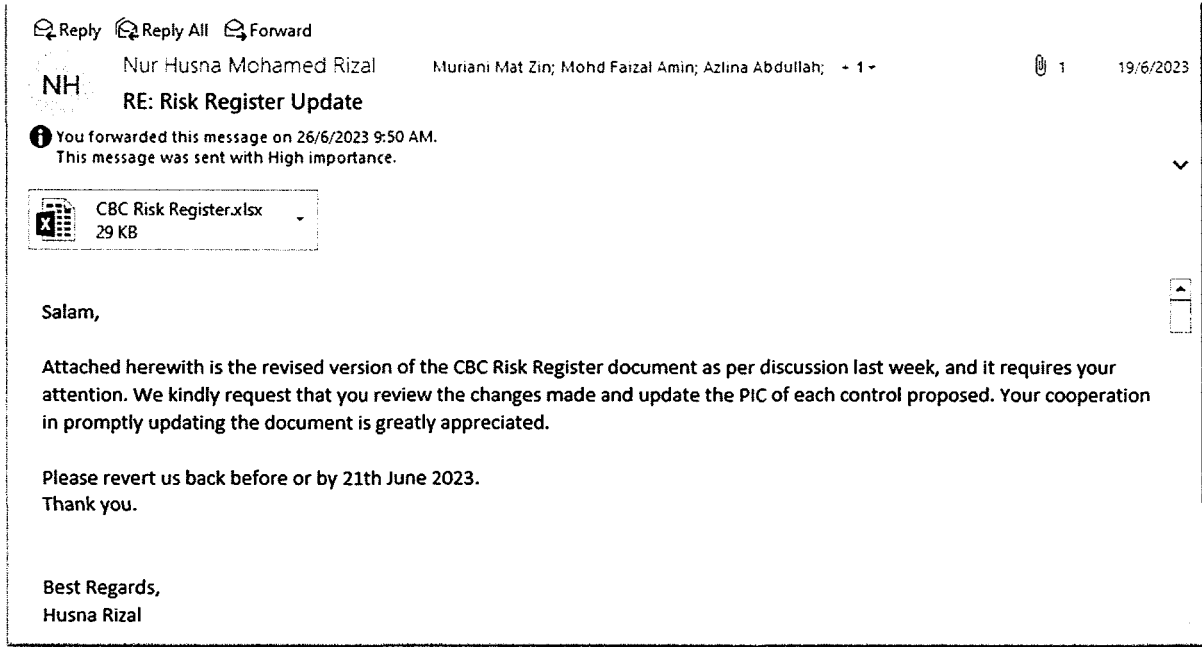 Reply Reply All Forward
Nur Husna Mohamed Rizal Muriani Mat Zin; Mohd Faizal Amin; Azlina Abdullah; + 1 1 19/6/2023
NH
RE: Risk Register Update
You forwarded this message on 26/6/2023 9:50 AM.
This message was sent with High importance.
CBC Risk Register.xlsx
29 KB
Salam,
Attached herewith is the revised version of the CBC Risk Register document as per discussion last week, and it requires your
attention. We kindly request that you review the changes made and update the PIC of each control proposed. Your cooperation
in promptly updating the document is greatly appreciated.
Please revert us back before or by 21th June 2023.
Thank you.
Best Regards,
Husna Rizal